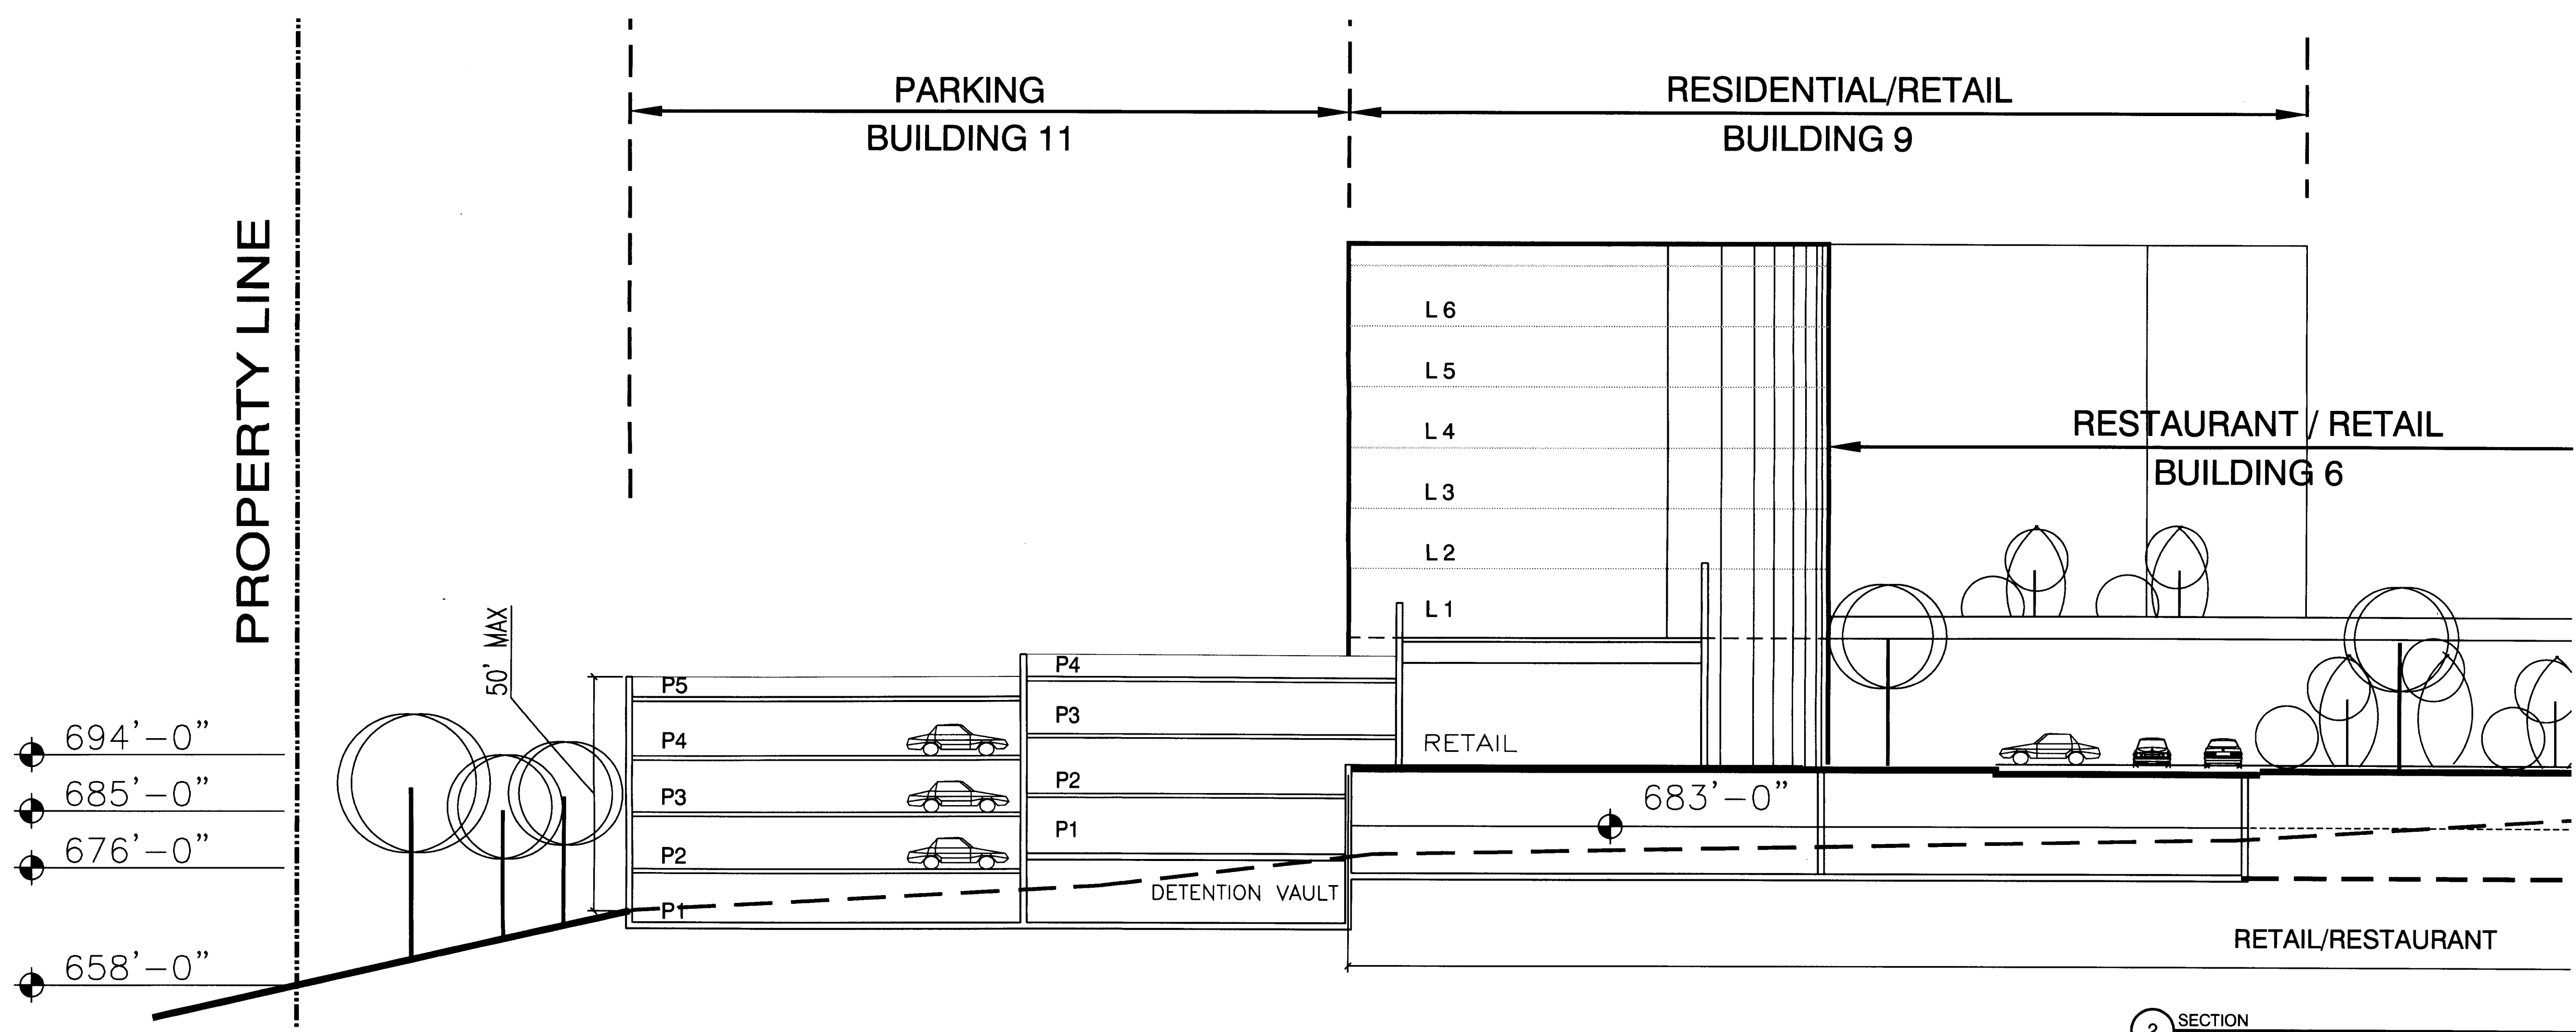 PARKING
BUILDING 11
RESIDENTIAL/RETAIL
BUILDING 9
PROPERTY LINE
L 6
L 5
L 4
L 3
L 2
L 1
RESTAURANT / RETAIL
BUILDING 6
50' MAX
P5
P4
P3
P2
P1
P4
P3
P2
P1
RETAIL
DETENTION VAULT
683'-0"
694'-0"
685'-0"
676'-0"
658'-0"
RETAIL/RESTAURANT
2
SECTION